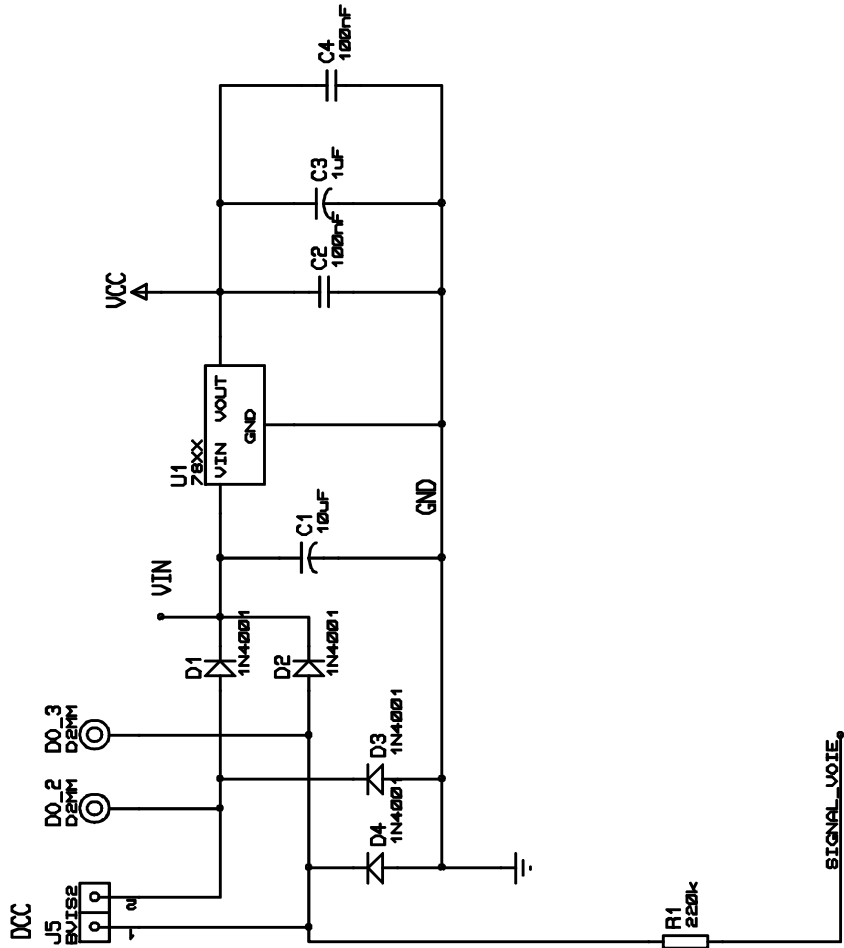 DCC
J5
BVIS2
1
2
DO_2
D2MM
DO_3
D2MM
D4
1N4001
D3
1N4001
D1
1N4001
D2
1N4001
VIN
C1
10uF
GND
U1
78XX
VIN VOUT
GND
VCC
C2
100nF
C3
1uF
C4
100nF
R1
220k
SIGNAL_VOIE